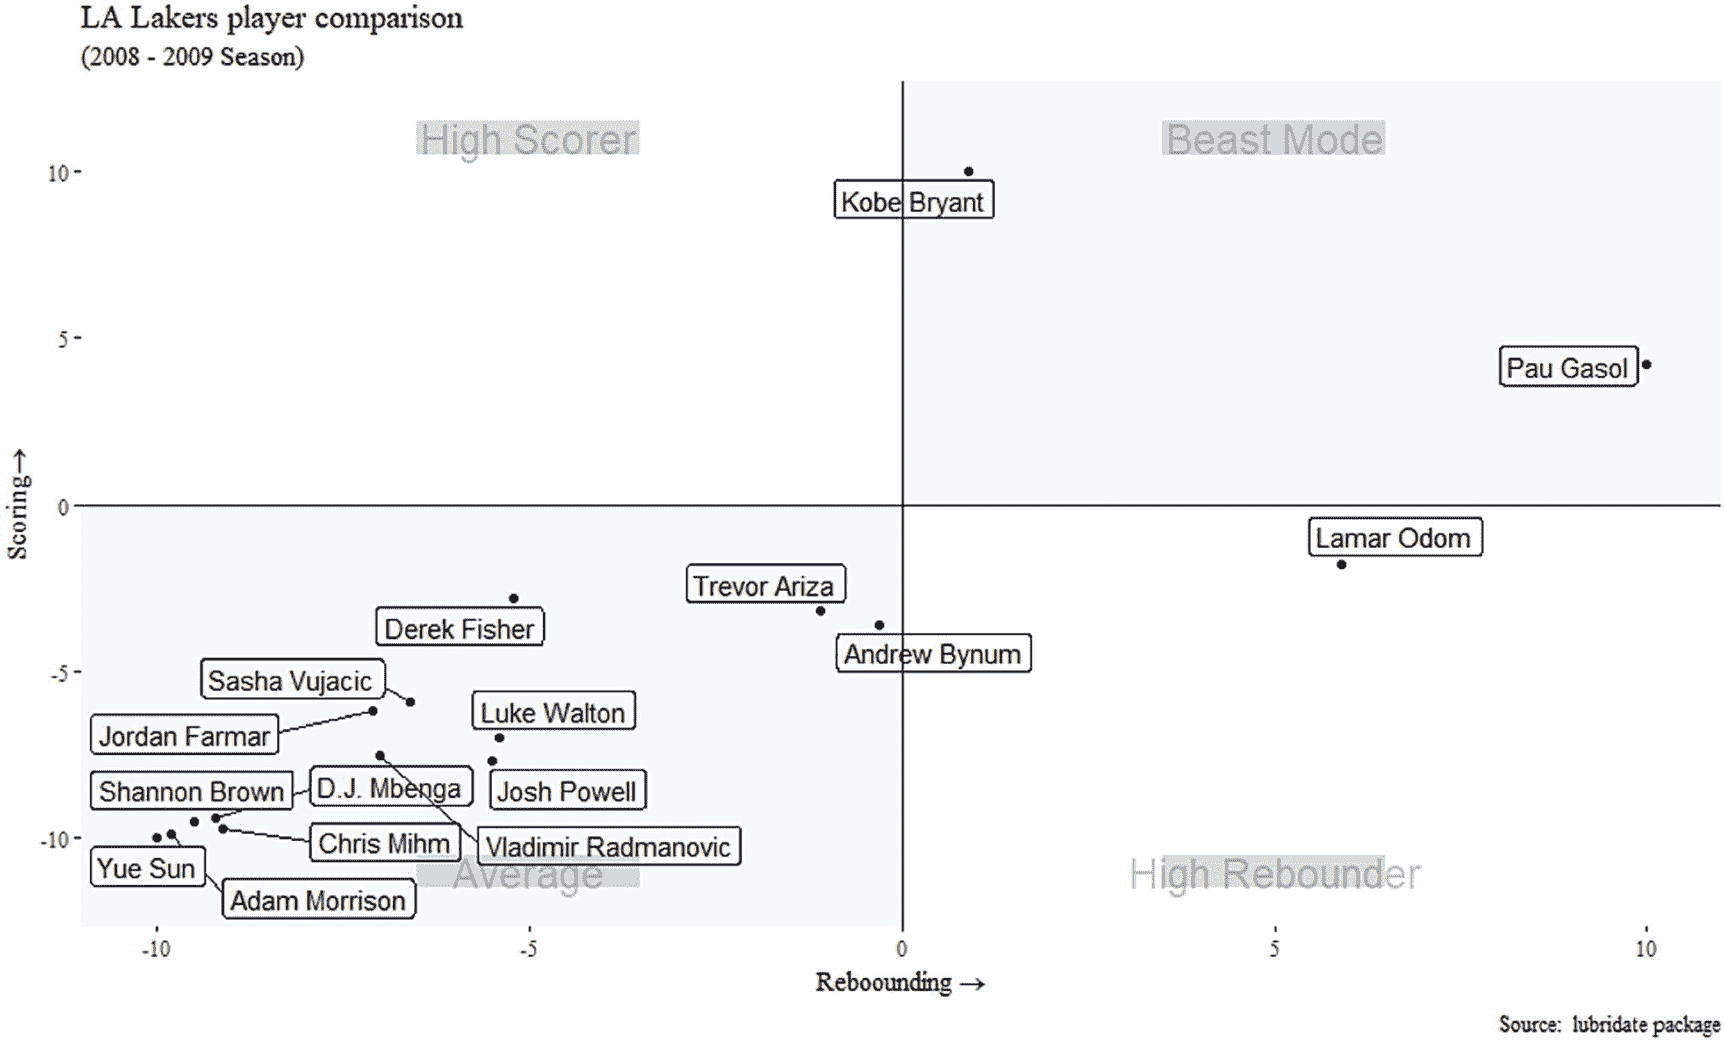 LA Lakers player comparison
(2008 - 2009 Season)
High Scorer
Beast Mode
10
Kobe Bryant
5
Pau Gasol
0
Scoring→
Lamar Odom
Trevor Ariza
Derek Fisher
Andrew Bynum
-5
Sasha Vujacic
Luke Walton
Jordan Farmar
Shannon Brown
D.J. Mbenga
Josh Powell
-10
Chris Mihm
Vladimir Radmanovic
Yue Sun
Average
High Rebounder
Adam Morrison
-10
-5
0
5
10
Reboounding →
Source: lubridate package